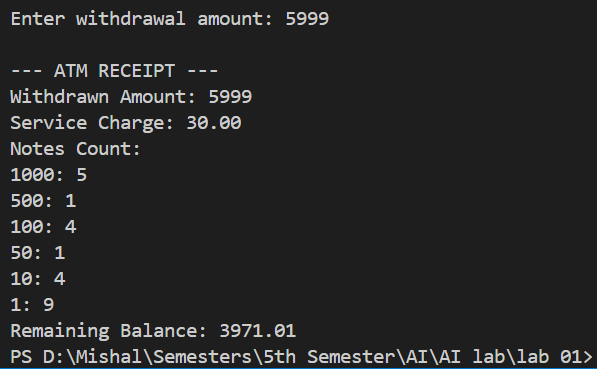 Enter withdrawal amount: 5999
--- ATM RECEIPT ---
Withdrawn Amount: 5999
Service Charge: 30.00
Notes Count:
1000: 5
500: 1
100: 4
50: 1
10: 4
1: 9
Remaining Balance: 3971.01
PS D:\Mishal\Semesters\5th Semester\AI\AI lab\lab 01>